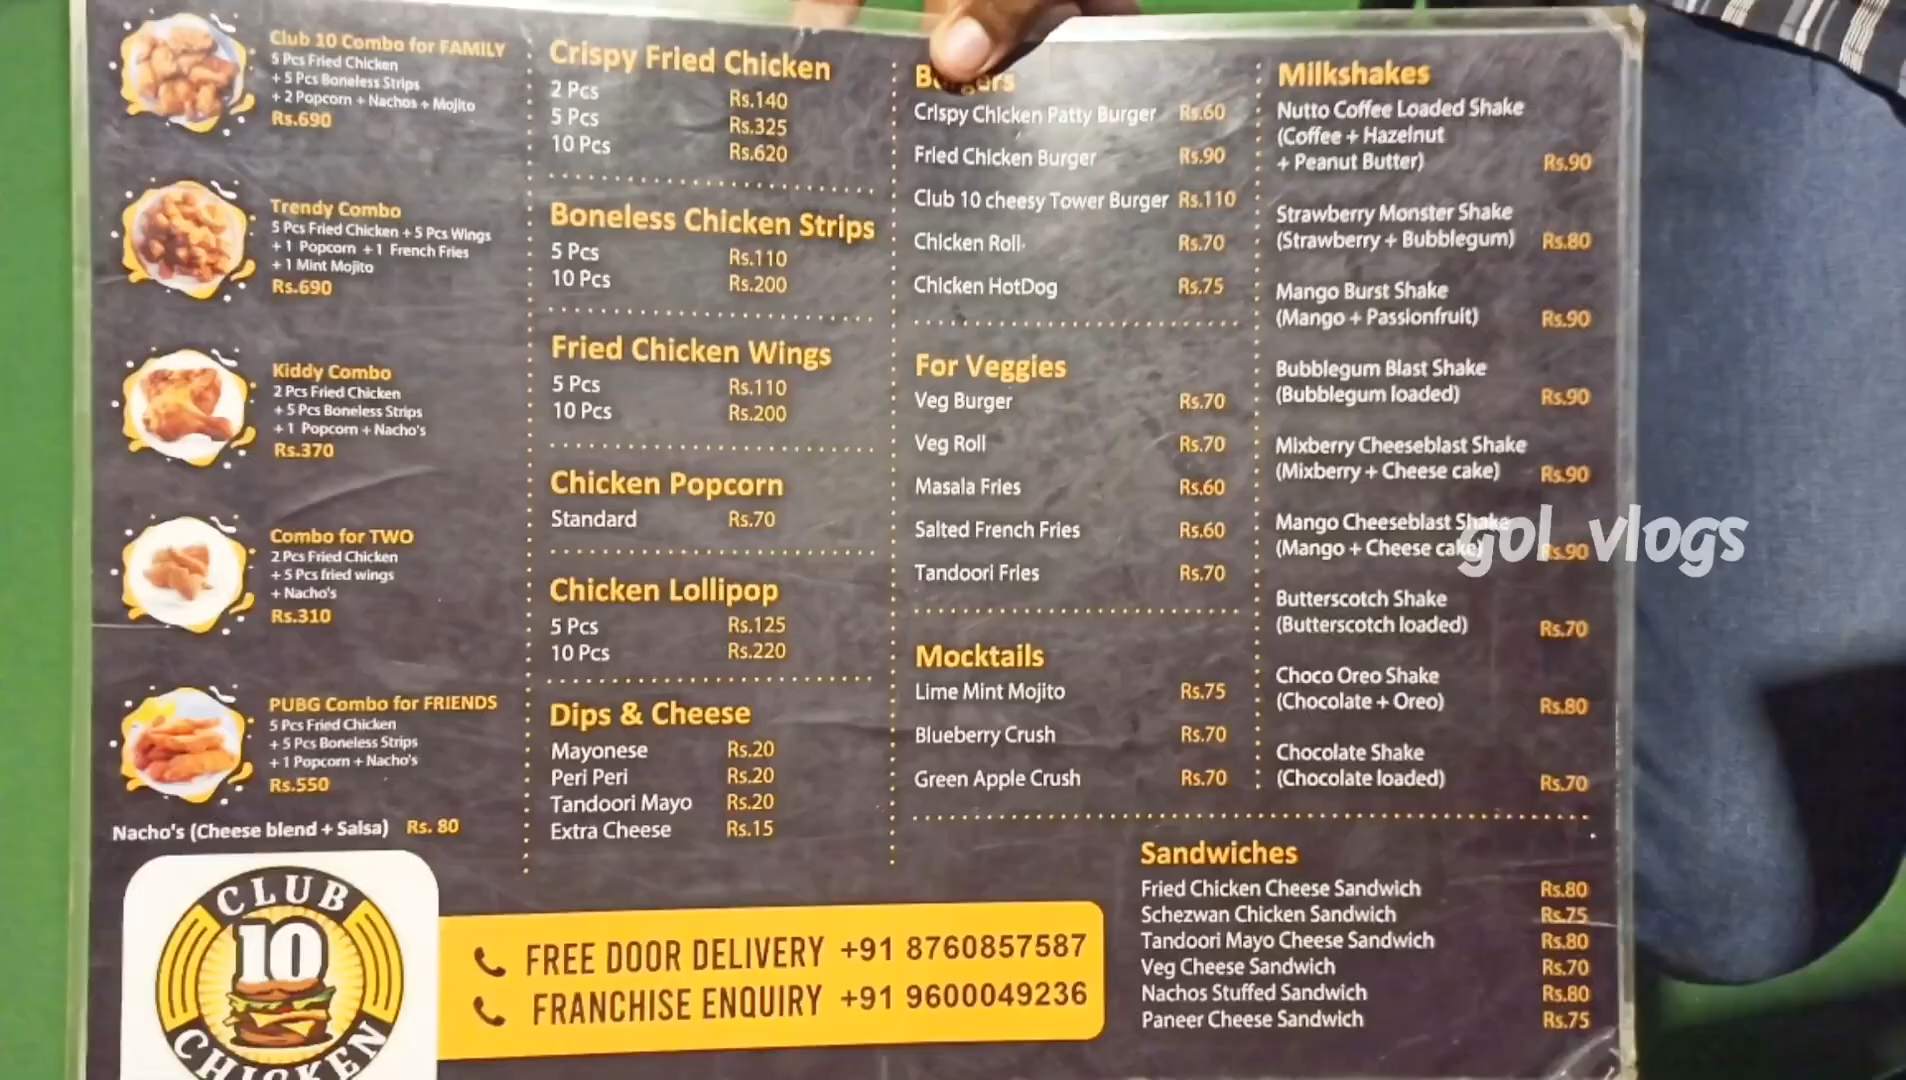 Club 10 Combo for FAMILY
5 Pcs Fried Chicken
+ 5 Pcs Boneless Strips
+ 2 Popcorn + Nachos + Mojito
Rs.690
Trendy Combo
5 Pcs Fried Chicken + 5 Pcs Wings
+ 1 Popcorn + 1 French Fries
+ 1 Mint Mojito
Rs.690
Kiddy Combo
2 Pcs Fried Chicken
+ 5 Pcs Boneless Strips
+ 1 Popcorn + Nacho's
Rs.370
Combo for TWO
2 Pcs Fried Chicken
+ 5 Pcs fried wings
+ Nacho's
Rs.310
PUBG Combo for FRIENDS
5 Pcs Fried Chicken
+ 5 Pcs Boneless Strips
+ 1 Popcorn + Nacho's
Rs.550
Nacho's (Cheese blend + Salsa) Rs. 80
CLUB
10
CHICKEN
Crispy Fried Chicken
2 Pcs Rs.140
5 Pcs Rs.325
10 Pcs Rs.620
Boneless Chicken Strips
5 Pcs Rs.110
10 Pcs Rs.200
Fried Chicken Wings
5 Pcs Rs.110
10 Pcs Rs.200
Chicken Popcorn
Standard Rs.70
Chicken Lollipop
5 Pcs Rs.125
10 Pcs Rs.220
Dips & Cheese
Mayonese Rs.20
Peri Peri Rs.20
Tandoori Mayo Rs.20
Extra Cheese Rs.15
Burgers
Crispy Chicken Patty Burger Rs.60
Fried Chicken Burger Rs.90
Club 10 cheesy Tower Burger Rs.110
Chicken Roll Rs.70
Chicken HotDog Rs.75
For Veggies
Veg Burger Rs.70
Veg Roll Rs.70
Masala Fries Rs.60
Salted French Fries Rs.60
Tandoori Fries Rs.70
Mocktails
Lime Mint Mojito Rs.75
Blueberry Crush Rs.70
Green Apple Crush Rs.70
Milkshakes
Nutto Coffee Loaded Shake
(Coffee + Hazelnut
+ Peanut Butter) Rs.90
Strawberry Monster Shake
(Strawberry + Bubblegum) Rs.80
Mango Burst Shake
(Mango + Passionfruit) Rs.90
Bubblegum Blast Shake
(Bubblegum loaded) Rs.90
Mixberry Cheeseblast Shake
(Mixberry + Cheese cake) Rs.90
Mango Cheeseblast Shake
(Mango + Cheese cake) Rs.90
gol vlogs
Butterscotch Shake
(Butterscotch loaded) Rs.70
Choco Oreo Shake
(Chocolate + Oreo) Rs.80
Chocolate Shake
(Chocolate loaded) Rs.70
Sandwiches
Fried Chicken Cheese Sandwich Rs.80
Schezwan Chicken Sandwich Rs.75
Tandoori Mayo Cheese Sandwich Rs.80
Veg Cheese Sandwich Rs.70
Nachos Stuffed Sandwich Rs.80
Paneer Cheese Sandwich Rs.75
FREE DOOR DELIVERY +91 8760857587
FRANCHISE ENQUIRY +91 9600049236